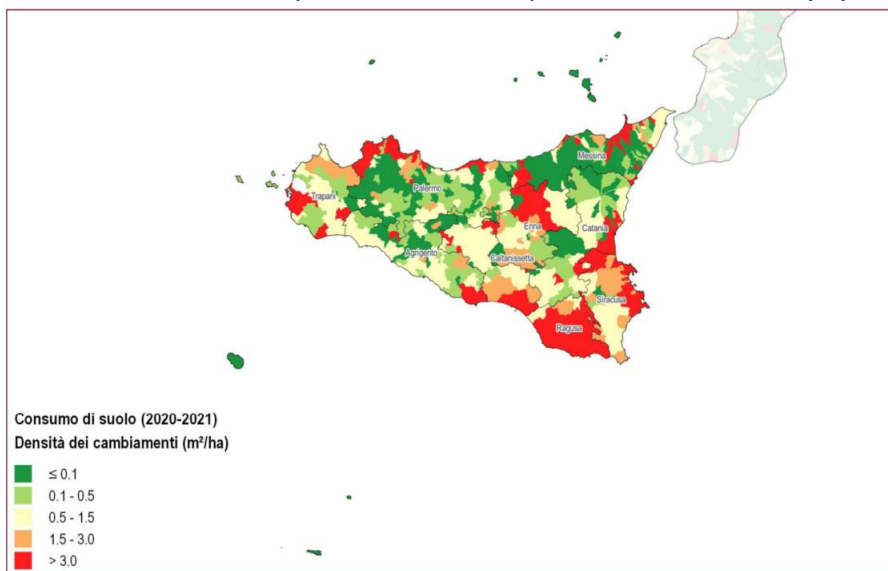 Messina
Palermo
Trapani
Enna
Catania
Agrigento
Caltanissetta
Siracusa
Ragusa
Consumo di suolo (2020-2021)
Densità dei cambiamenti (m²/ha)
≤ 0.1
0.1 - 0.5
0.5 - 1.5
1.5 - 3.0
> 3.0